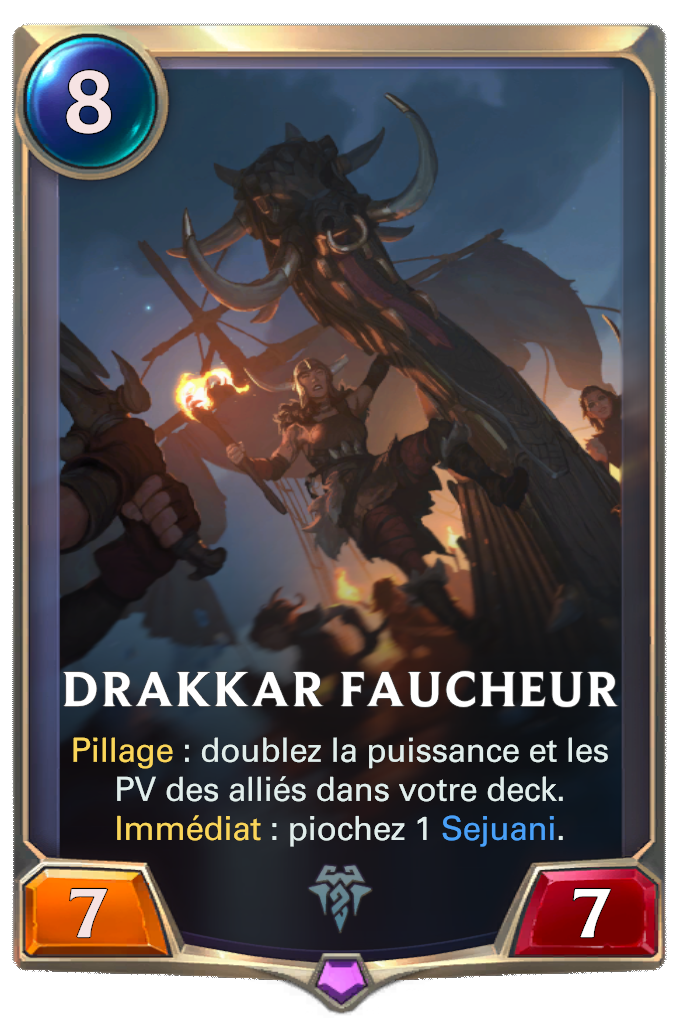 8
DRAKKAR FAUCHEUR
Pillage : doublez la puissance et les
PV des alliés dans votre deck.
Immédiat : piochez 1 Sejuani.
7
7